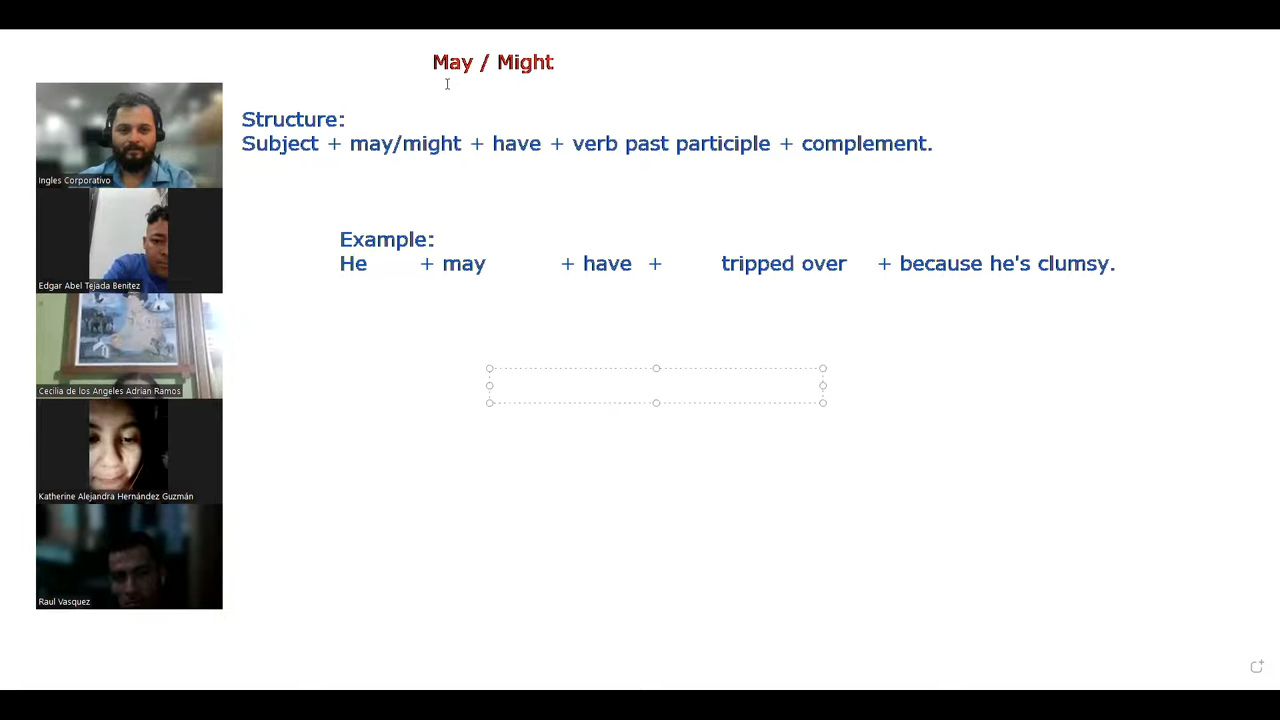 May / Might
Structure:
Subject + may/might + have + verb past participle + complement.
Example:
He + may + have + tripped over + because he's clumsy.
Ingles Corporativo
Edgar Abel Tejada Benitez
Cecilia de los Angeles Adrian Ramos
Katherine Alejandra Hernández Guzmán
Raul Vasquez